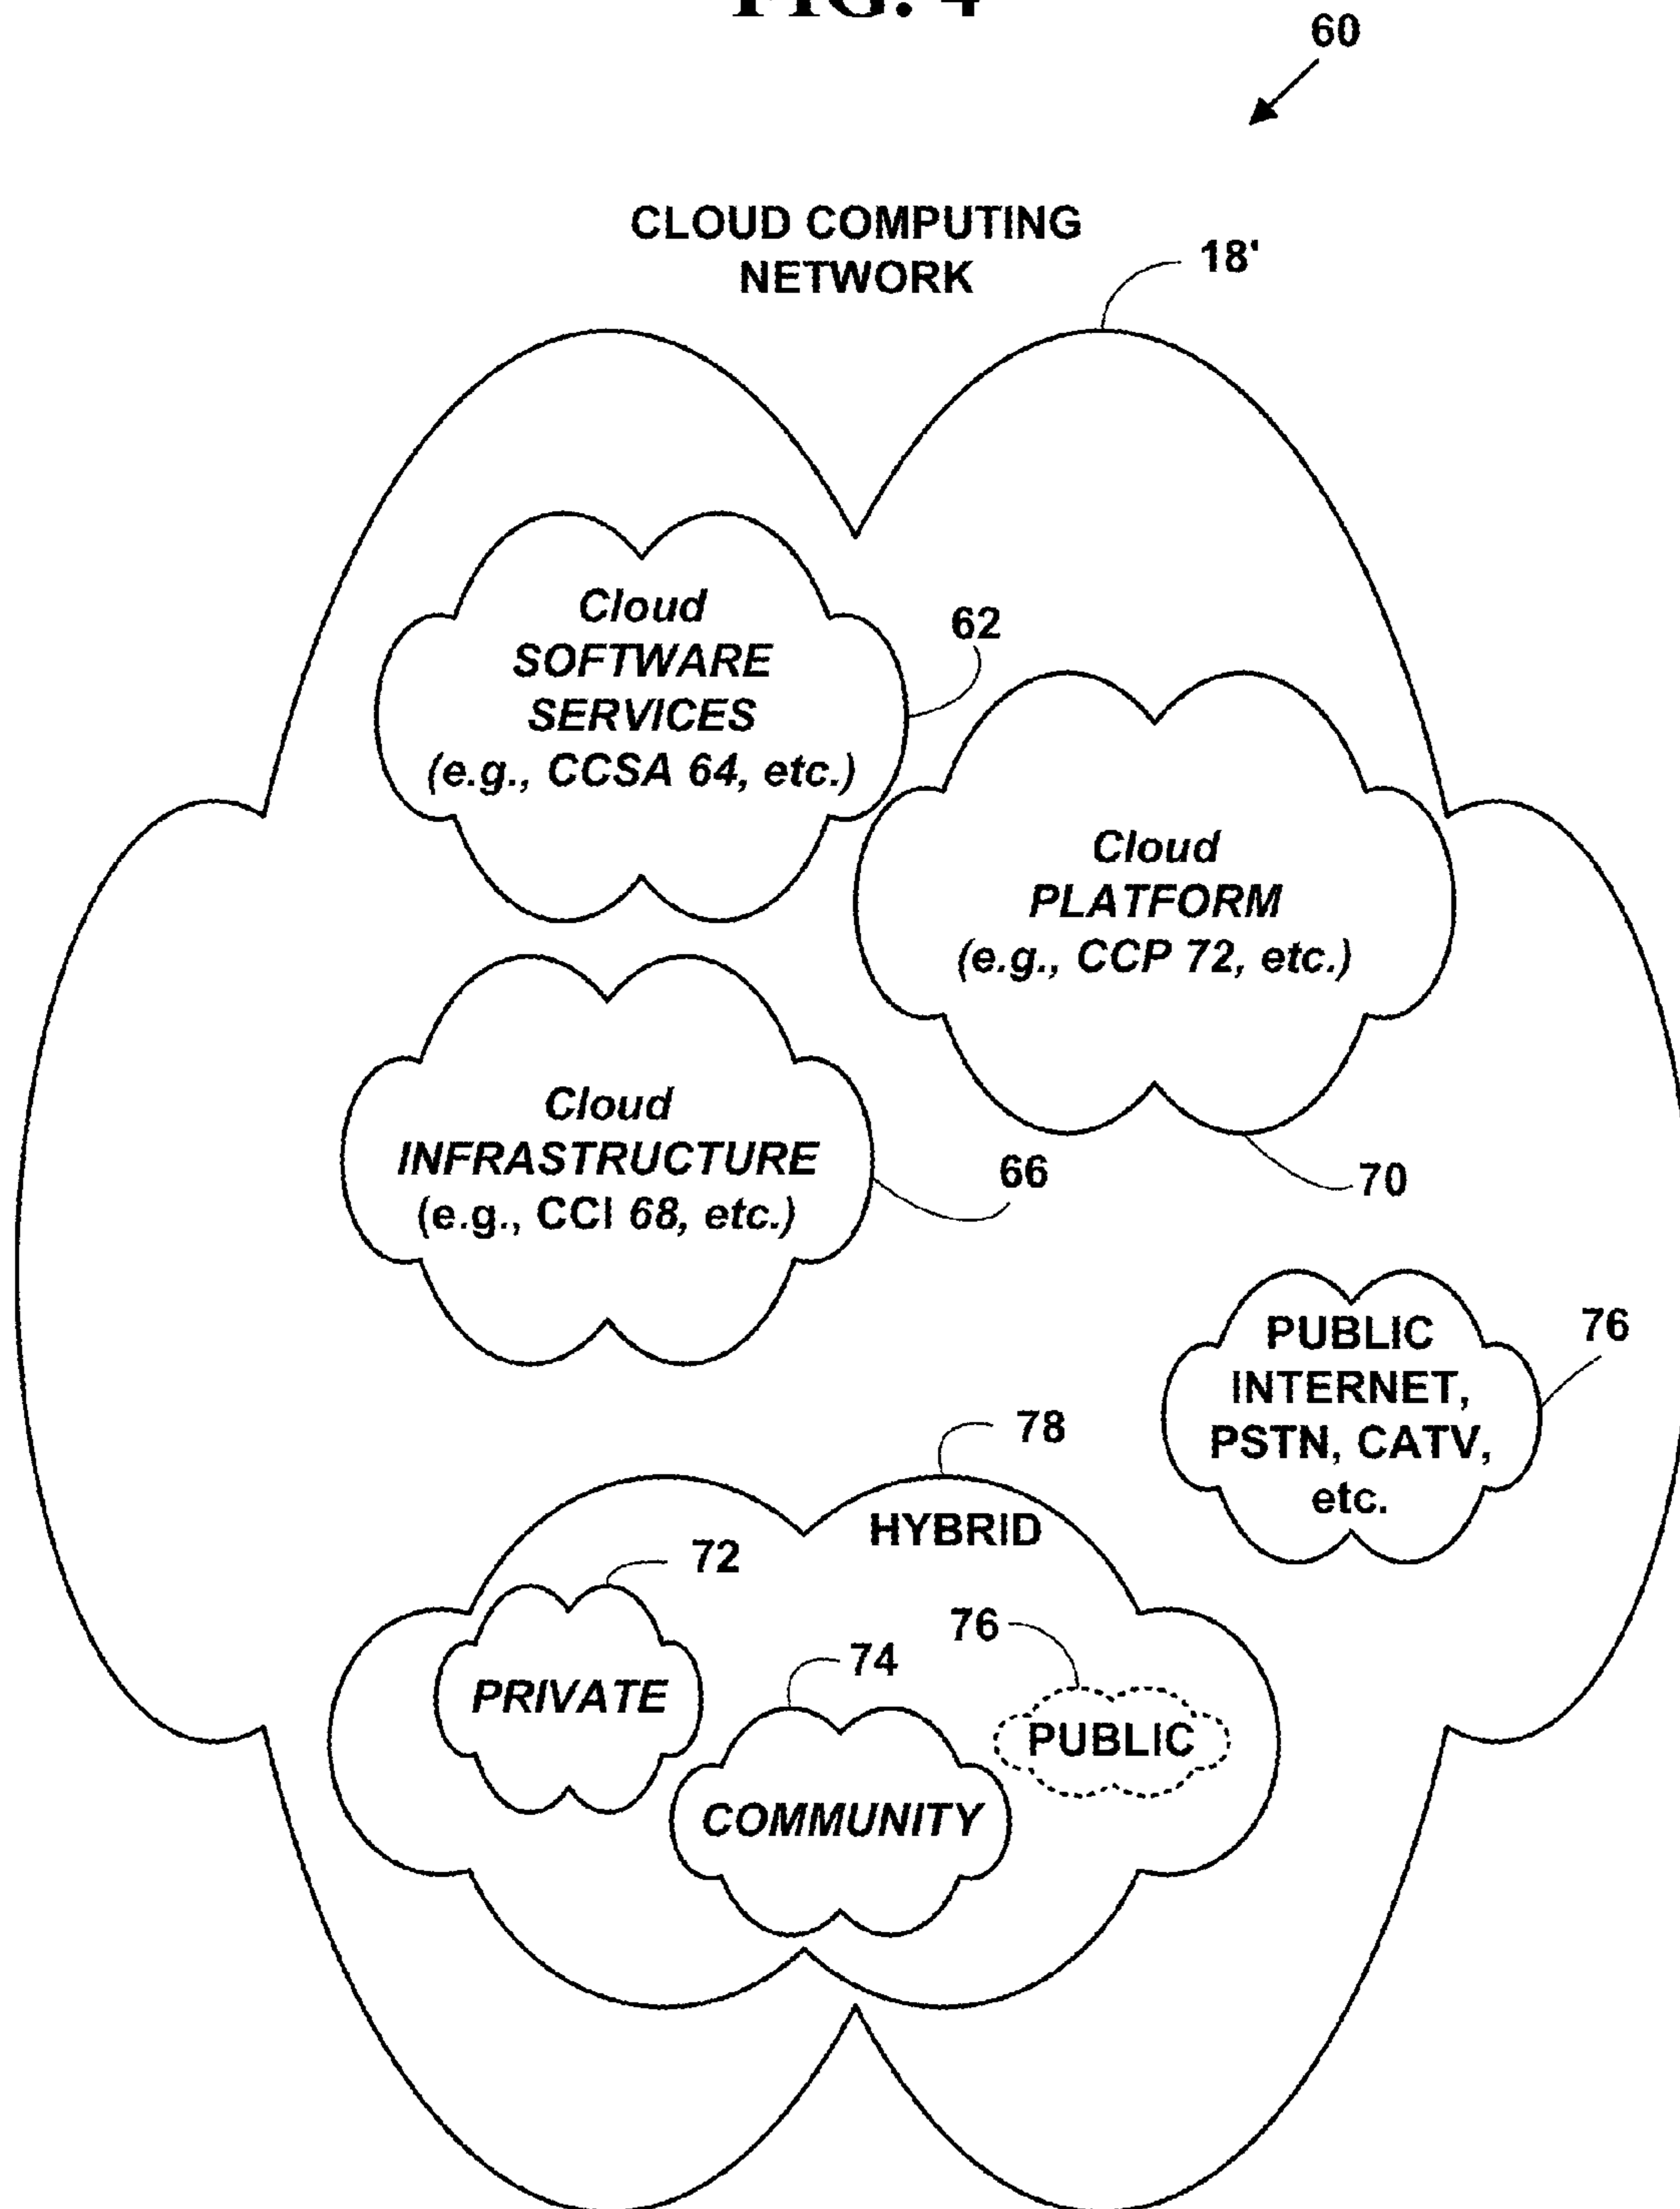 FIG. 4
60
CLOUD COMPUTING
NETWORK
18'
Cloud
SOFTWARE
SERVICES
(e.g., CCSA 64, etc.)
62
Cloud
PLATFORM
(e.g., CCP 72, etc.)
70
Cloud
INFRASTRUCTURE
(e.g., CCI 68, etc.)
66
PUBLIC
INTERNET,
PSTN, CATV,
etc.
76
78
HYBRID
72
PRIVATE
74
COMMUNITY
76
PUBLIC